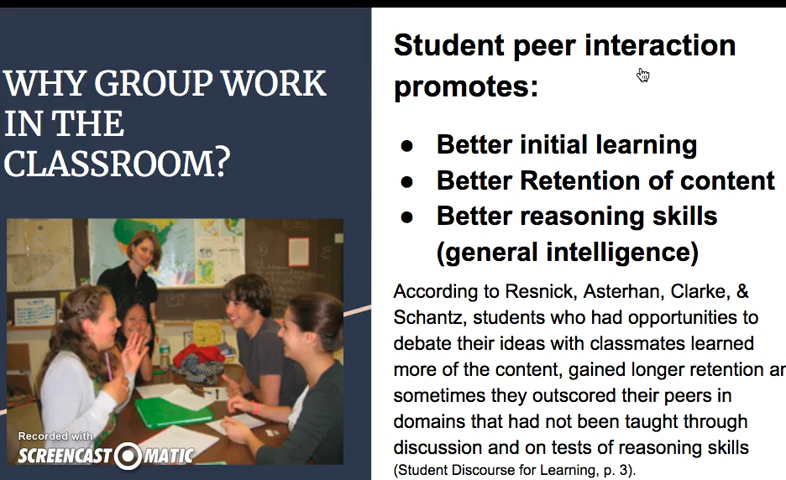 WHY GROUP WORK
IN THE
CLASSROOM?
Recorded with
SCREENCAST MATIC
Student peer interaction
promotes:
● Better initial learning
● Better Retention of content
● Better reasoning skills
(general intelligence)
According to Resnick, Asterhan, Clarke, &
Schantz, students who had opportunities to
debate their ideas with classmates learned
more of the content, gained longer retention
sometimes they outscored their peers in
domains that had not been taught through
discussion and on tests of reasoning skills
(Student Discourse for Learning, p. 3).